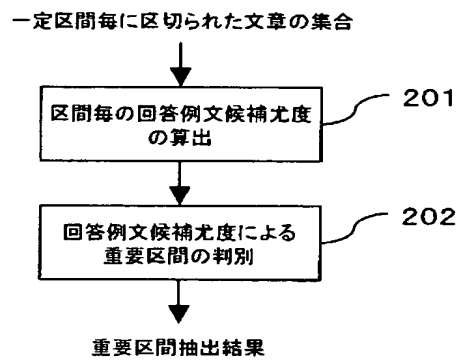 一定区間毎に区切られた文章の集合
区間毎の回答例文候補尤度
の算出
201
回答例文候補尤度による
重要区間の判別
202
重要区間抽出結果